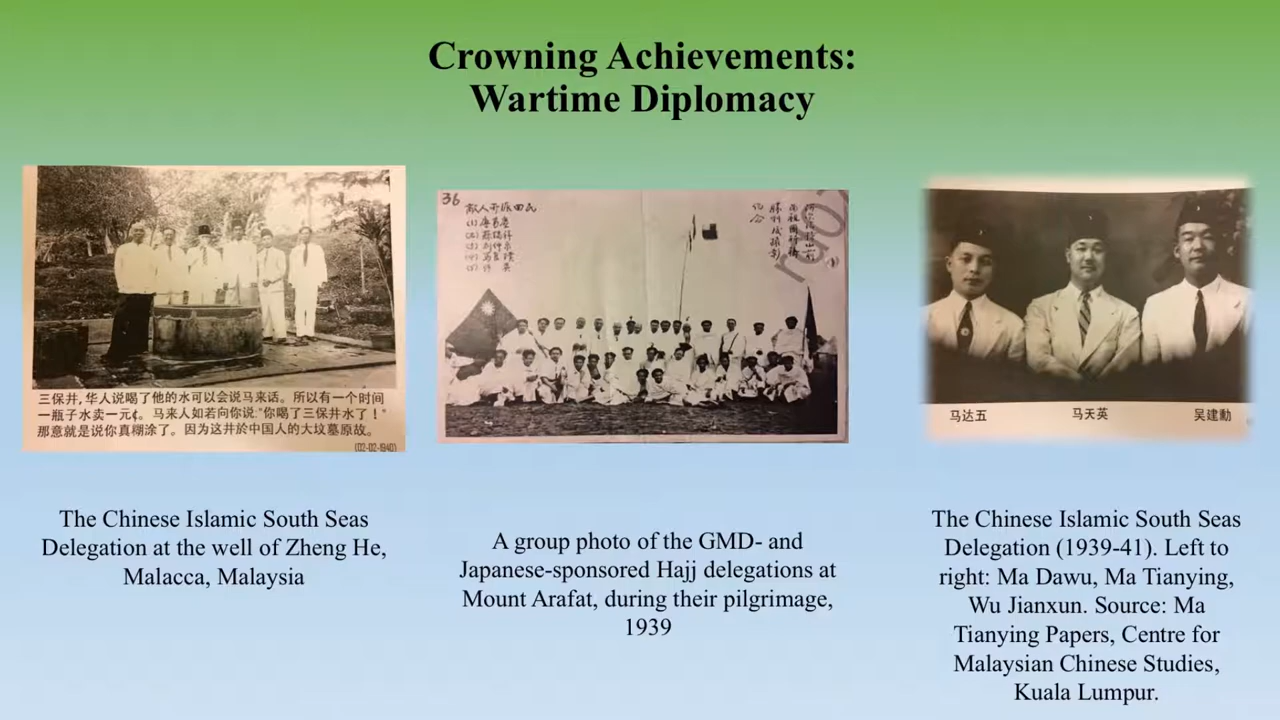 Crowning Achievements:
Wartime Diplomacy
三保井,华人说喝了他的水可以会说马来话。所以有一个时间
一瓶子水卖一元¢。马来人如若向你说:"你喝了三保井水了！"
那意就是说你真糊涂了。因为这井於中国人的大坟墓原故。
(02-02-1940)
The Chinese Islamic South Seas
Delegation at the well of Zheng He,
Malacca, Malaysia
36
A group photo of the GMD- and
Japanese-sponsored Hajj delegations at
Mount Arafat, during their pilgrimage,
1939
马达五
马天英
吴建勳
The Chinese Islamic South Seas
Delegation (1939-41). Left to
right: Ma Dawu, Ma Tianying,
Wu Jianxun. Source: Ma
Tianying Papers, Centre for
Malaysian Chinese Studies,
Kuala Lumpur.